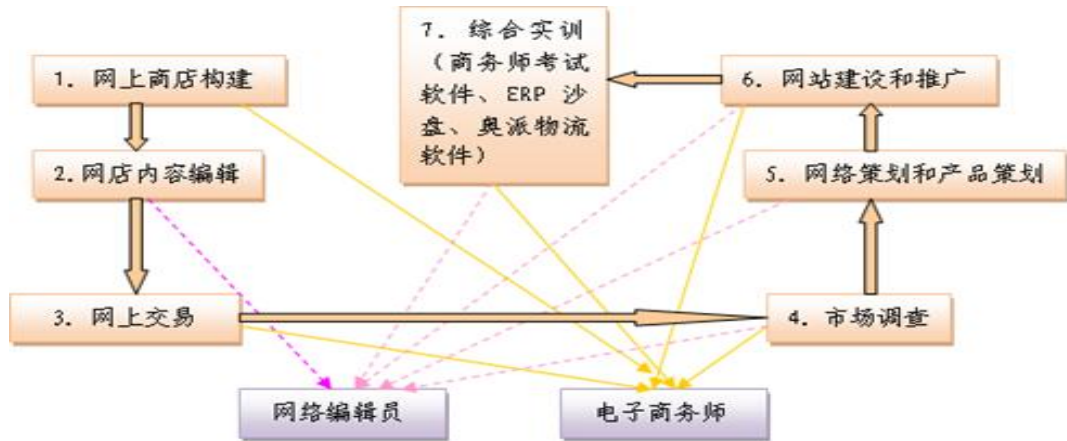 1. 网上商店构建
2.网店内容编辑
3. 网上交易
4. 市场调查
5. 网络策划和产品策划
6. 网站建设和推广
7. 综合实训
（商务师考试
软件、ERP 沙
盘、奥派物流
软件）
网络编辑员
电子商务师